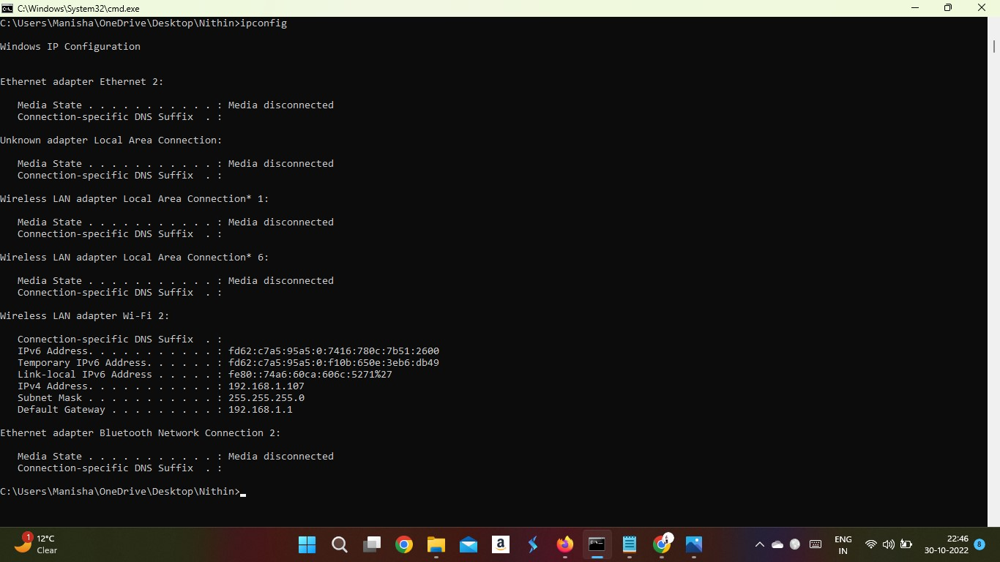 C:\Windows\System32\cmd.exe
C:\Users\Manisha\OneDrive\Desktop\Nithin>ipconfig
Windows IP Configuration
Ethernet adapter Ethernet 2:
Media State . . . . . . . . . . . : Media disconnected
Connection-specific DNS Suffix . :
Unknown adapter Local Area Connection:
Media State . . . . . . . . . . . : Media disconnected
Connection-specific DNS Suffix . :
Wireless LAN adapter Local Area Connection* 1:
Media State . . . . . . . . . . . : Media disconnected
Connection-specific DNS Suffix . :
Wireless LAN adapter Local Area Connection* 6:
Media State . . . . . . . . . . . : Media disconnected
Connection-specific DNS Suffix . :
Wireless LAN adapter Wi-Fi 2:
Connection-specific DNS Suffix . :
IPv6 Address. . . . . . . . . . . : fd62:c7a5:95a5:0:7416:780c:7b51:2600
Temporary IPv6 Address. . . . . . : fd62:c7a5:95a5:0:f10b:650e:3eb6:db49
Link-local IPv6 Address . . . . . : fe80::74a6:60ca:606c:5271%27
IPv4 Address. . . . . . . . . . . : 192.168.1.107
Subnet Mask . . . . . . . . . . . : 255.255.255.0
Default Gateway . . . . . . . . . : 192.168.1.1
Ethernet adapter Bluetooth Network Connection 2:
Media State . . . . . . . . . . . : Media disconnected
Connection-specific DNS Suffix . :
C:\Users\Manisha\OneDrive\Desktop\Nithin>
1
12°C
Clear
a
ENG
IN
22:46
30-10-2022
8